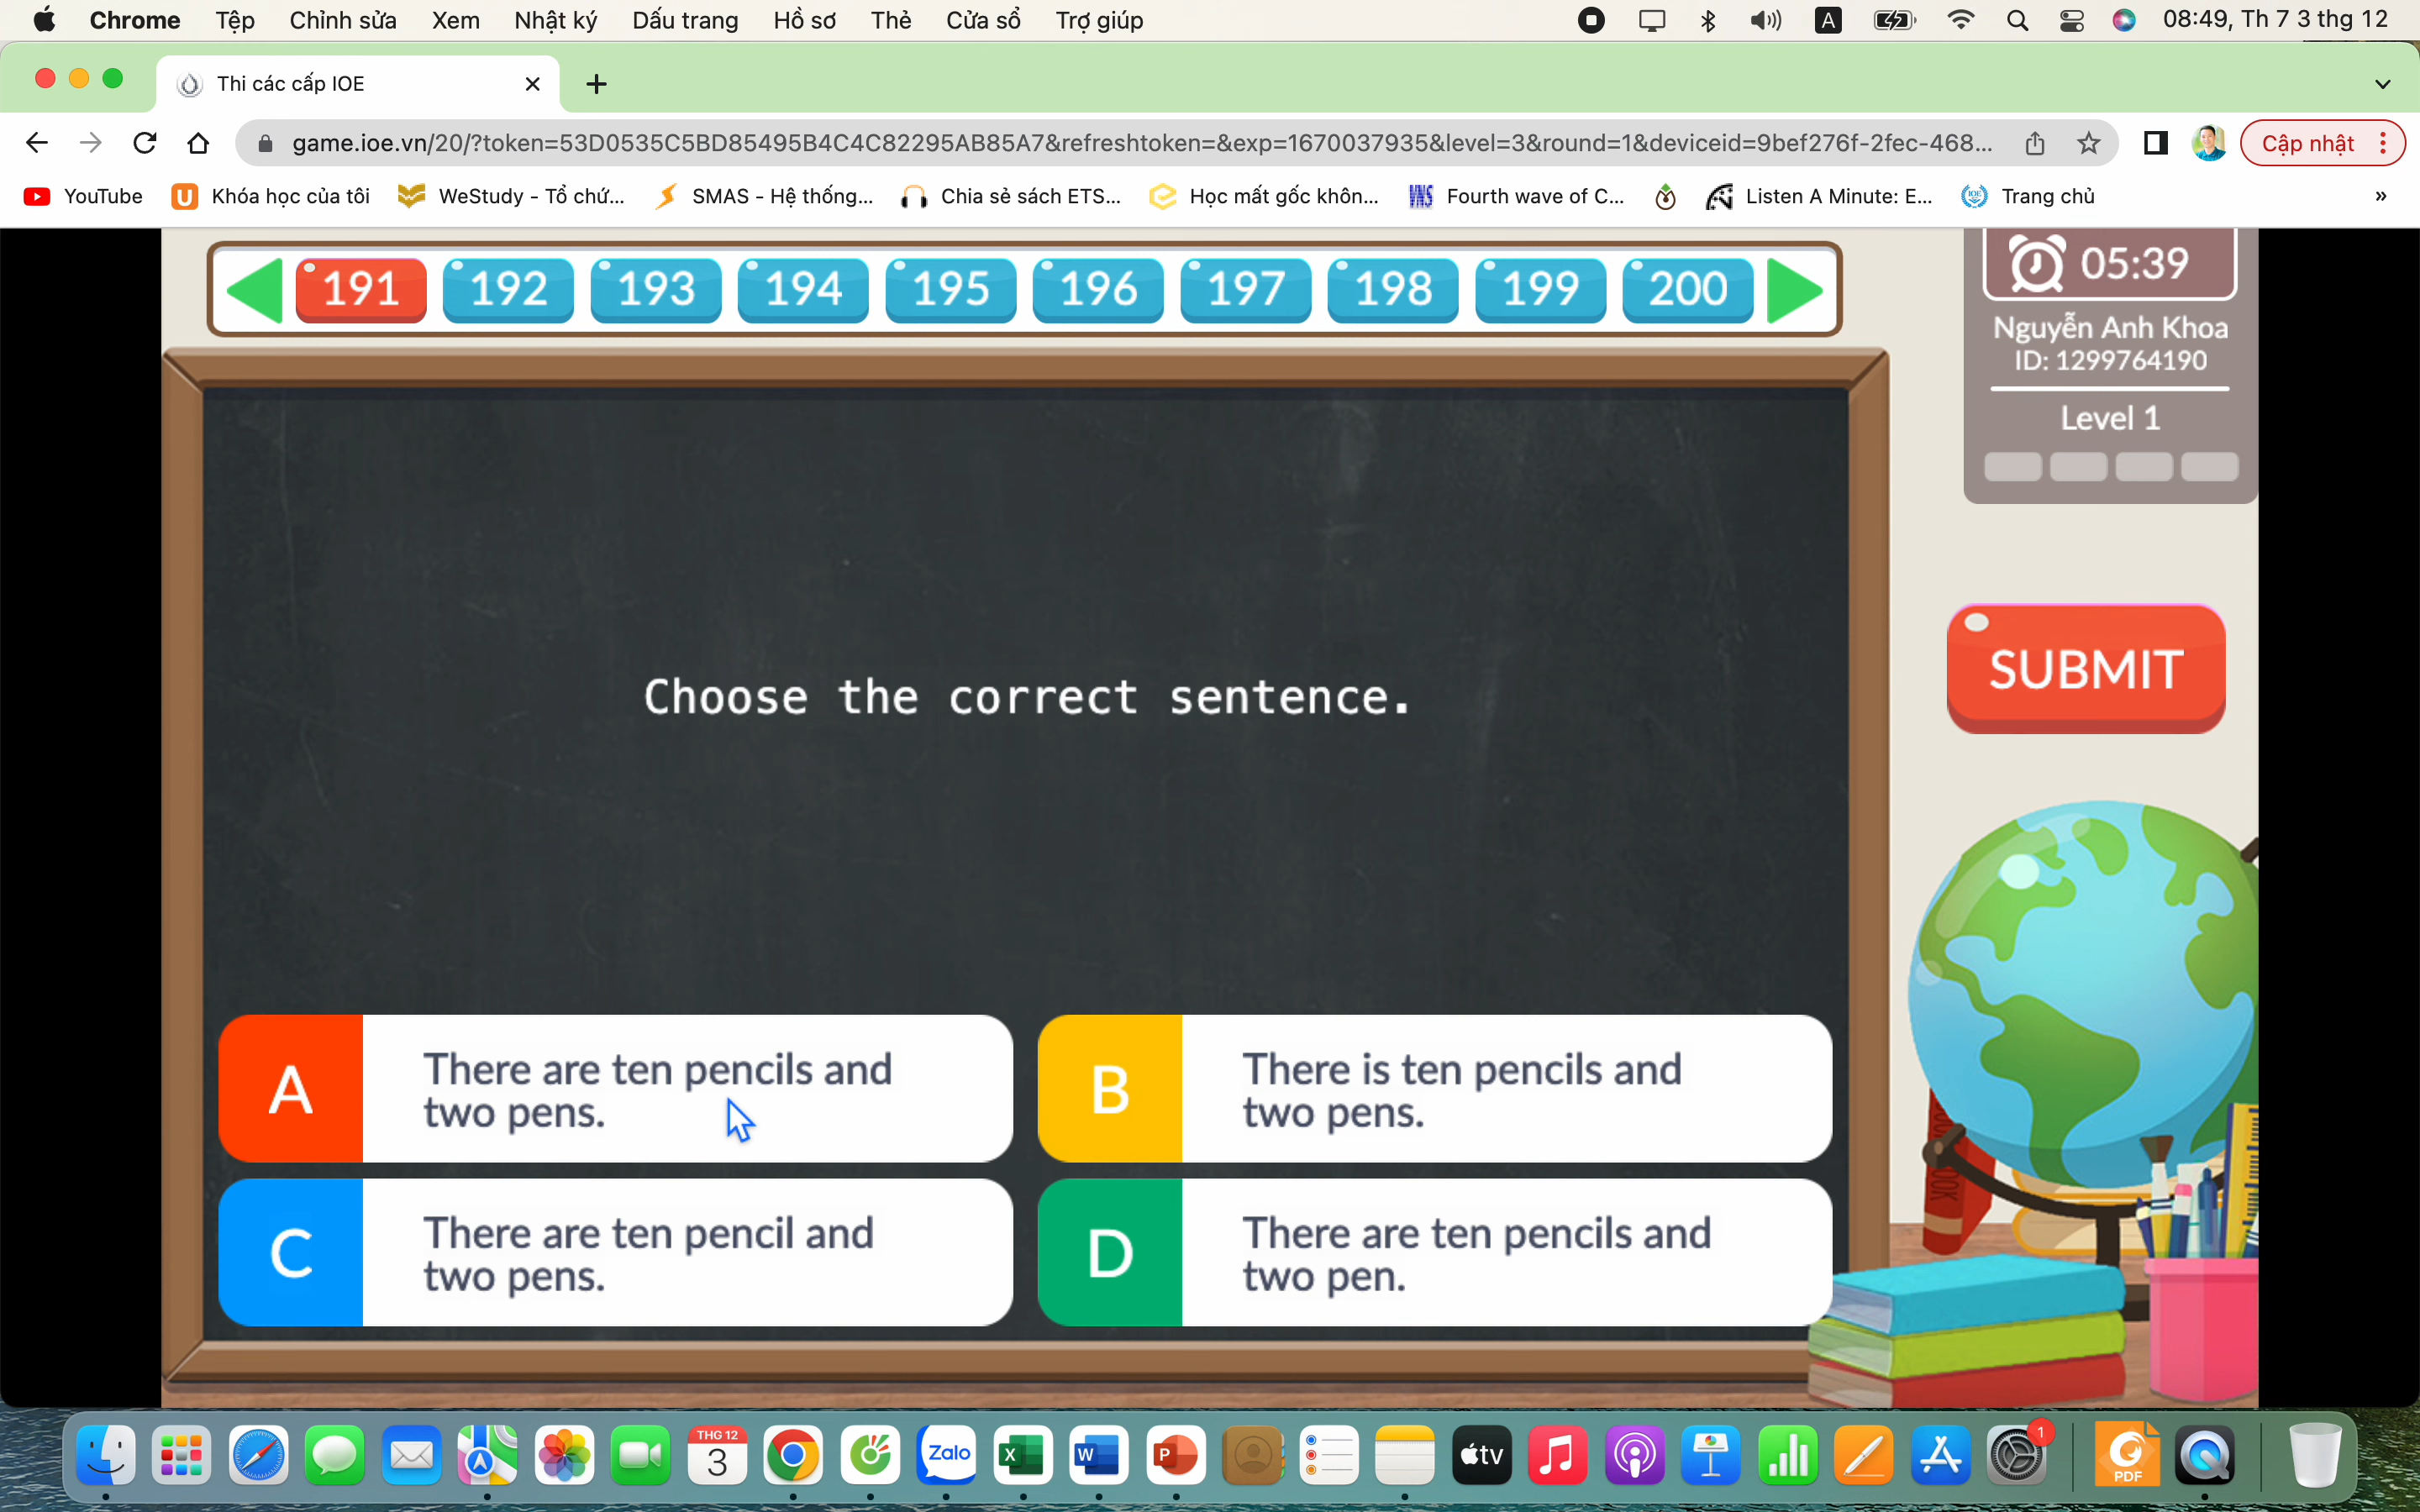 Chrome Tệp Chỉnh sửa Xem Nhật ký Dấu trang Hồ sơ Thẻ Cửa sổ Trợ giúp A 08:49, Th 7 3 thg 12
Thi các cấp IOE
game.ioe.vn/20/?token=53D0535C5BD85495B4C4C82295AB85A7&refreshtoken=&exp=1670037935&level=3&round=1&deviceid=9bef276f-2fec-468... Cập nhật
YouTube Khóa học của tôi WeStudy - Tổ chứ... SMAS - Hệ thống... Chia sẻ sách ETS... Học mất gốc khôn... Fourth wave of C... Listen A Minute: E... Trang chủ »
191 192 193 194 195 196 197 198 199 200
05:39
Nguyễn Anh Khoa
ID: 1299764190
Level 1
SUBMIT
Choose the correct sentence.
A There are ten pencils and
two pens.
B There is ten pencils and
two pens.
C There are ten pencil and
two pens.
D There are ten pencils and
two pen.
THG 12
3
Zalo
X
W
P
tv
1
PDF